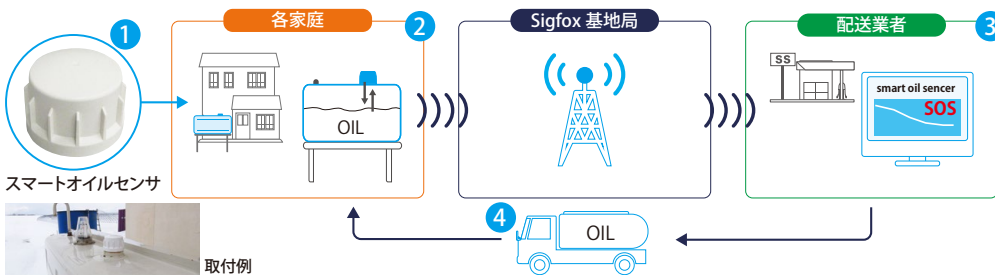 各家庭
Sigfox 基地局
配送業者
1
2
3
SS
smart oil sencer
SOS
OIL
スマートオイルセンサ
4
OIL
取付例